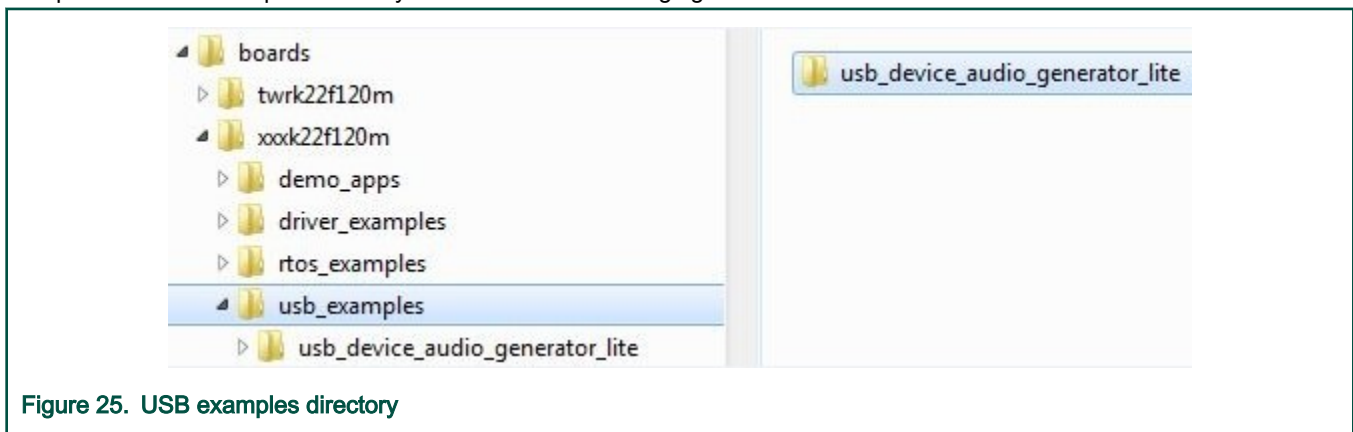 boards
usb_device_audio_generator_lite
twrk22f120m
xxxk22f120m
demo_apps
driver_examples
rtos_examples
usb_examples
usb_device_audio_generator_lite
Figure 25. USB examples directory